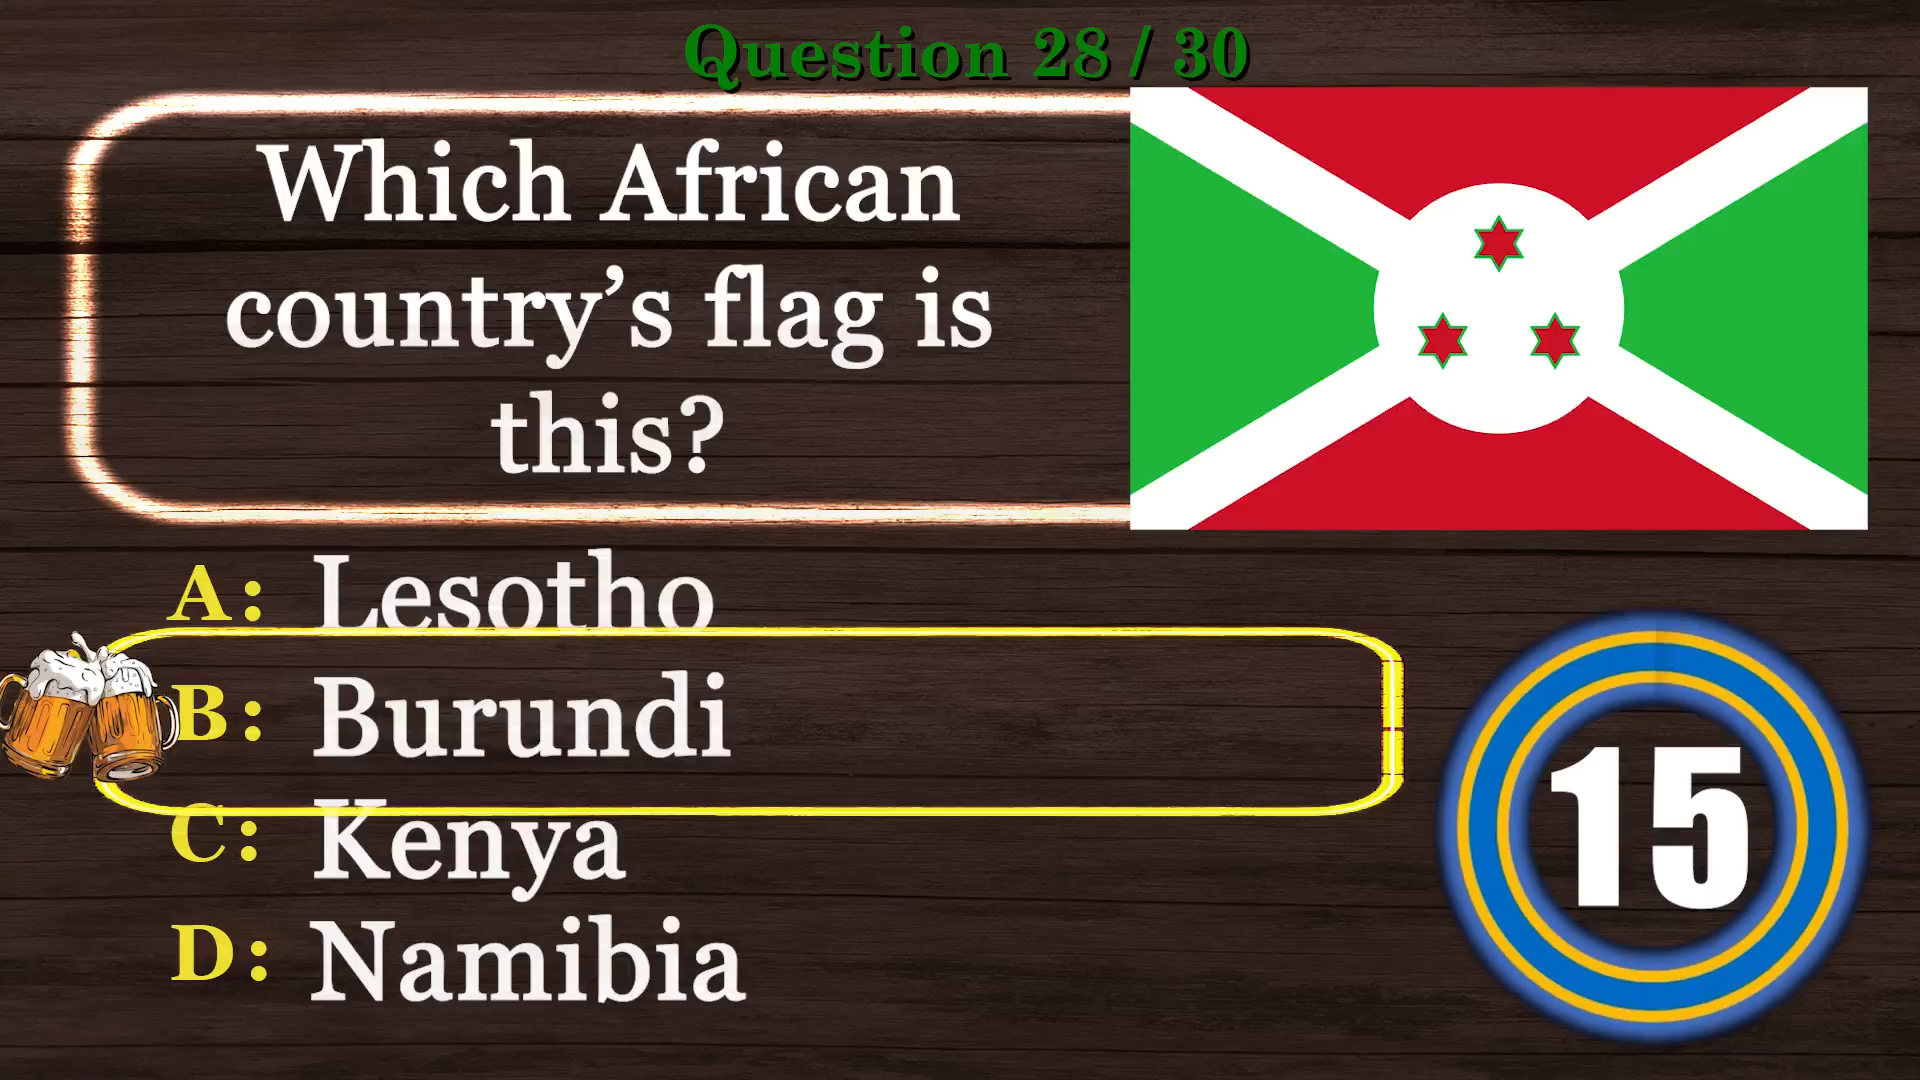 Question 28 / 30
Which African
country’s flag is
this?
A: Lesotho
B: Burundi
C: Kenya
D: Namibia
15